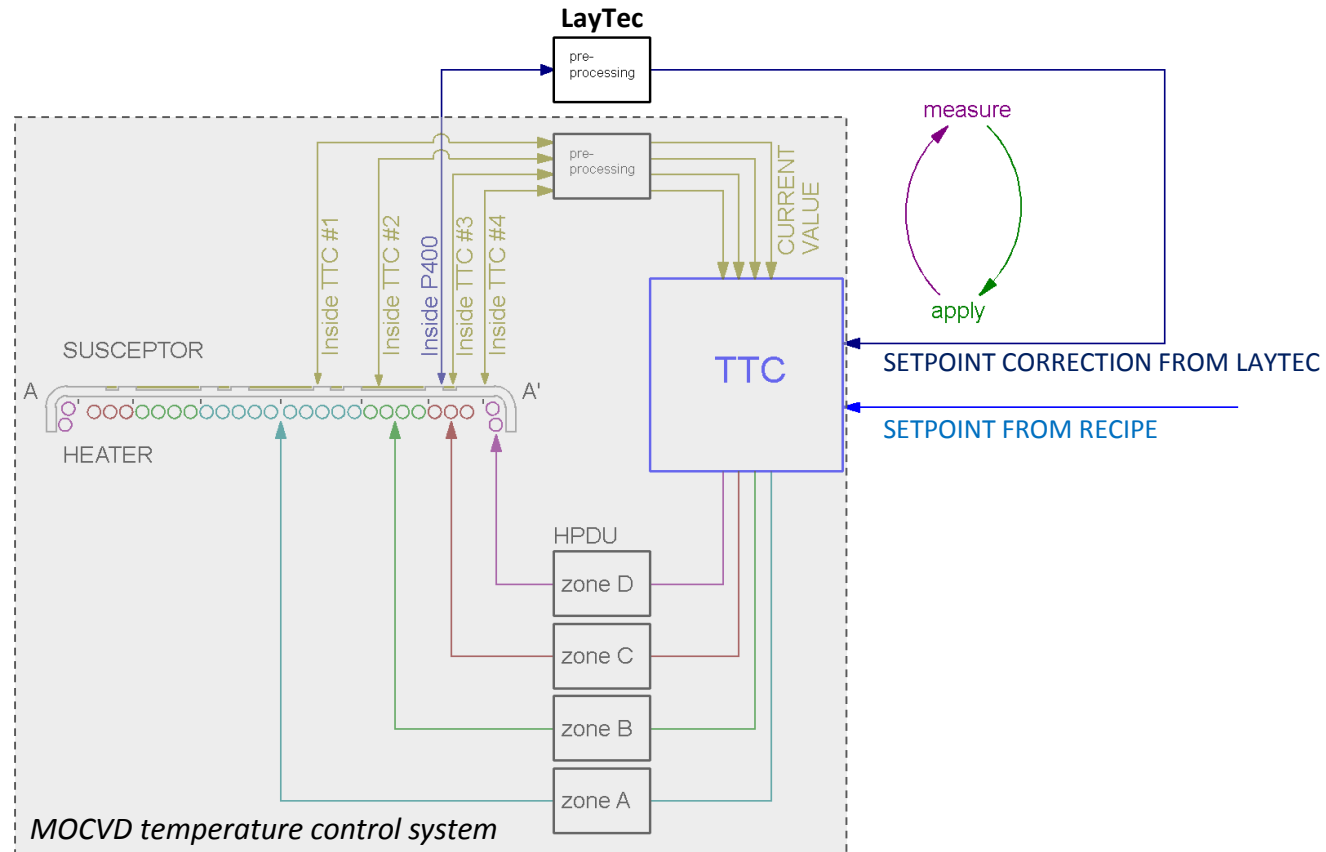 LayTec
pre-
processing
measure
pre-
processing
CURRENT
VALUE
Inside TTC #1
Inside TTC #2
Inside P400
Inside TTC #3
Inside TTC #4
apply
SUSCEPTOR
TTC
SETPOINT CORRECTION FROM LAYTEC
A
A'
SETPOINT FROM RECIPE
HEATER
HPDU
zone D
zone C
zone B
zone A
MOCVD temperature control system